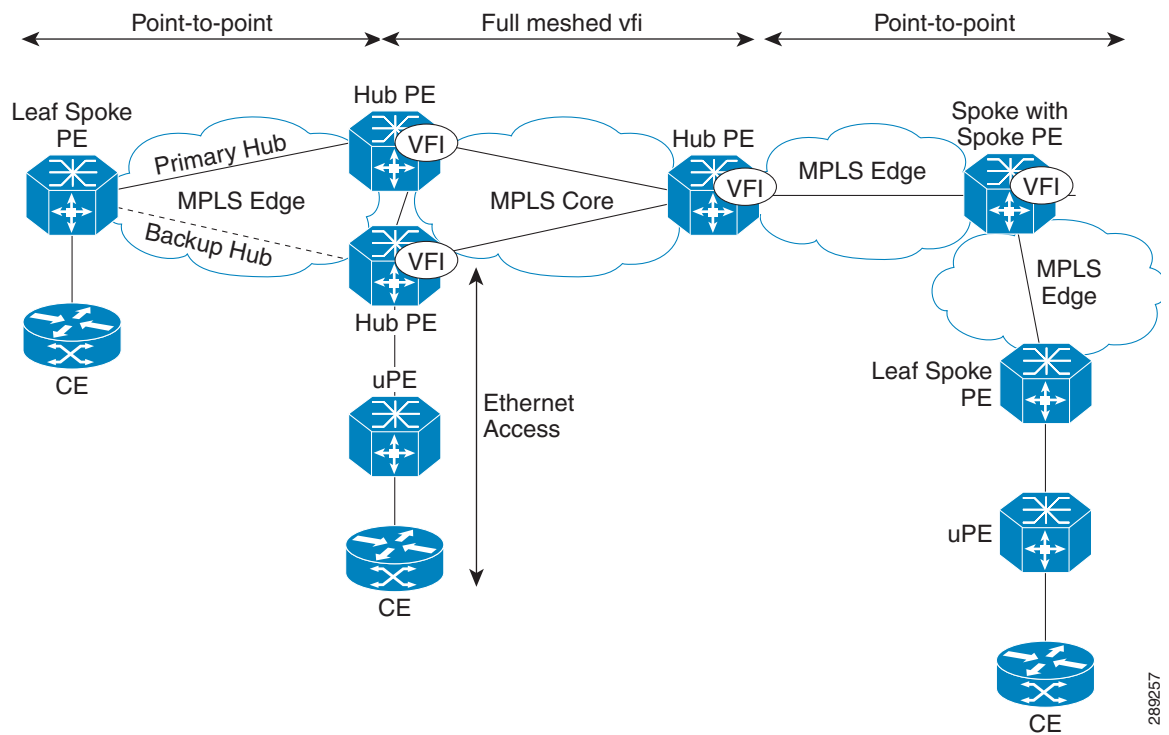 Point-to-point
Full meshed vfi
Point-to-point
Leaf Spoke
PE
Hub PE
Hub PE
Spoke with
Spoke PE
Primary Hub
VFI
MPLS Edge
MPLS Core
VFI
MPLS Edge
VFI
Backup Hub
VFI
Hub PE
MPLS
Edge
CE
uPE
Ethernet
Access
Leaf Spoke
PE
CE
uPE
CE
289257